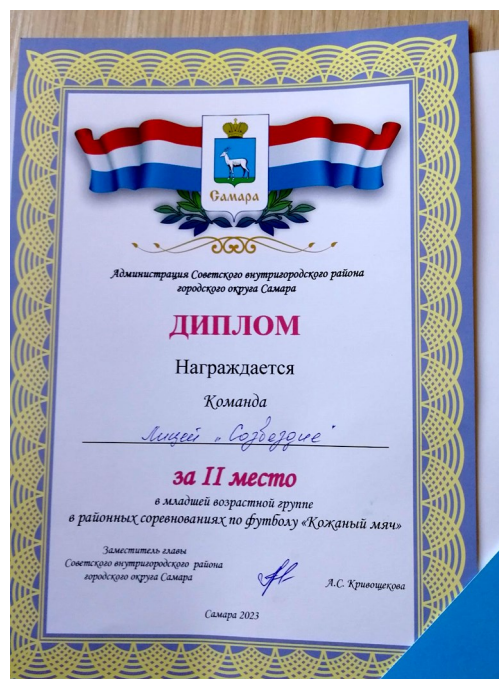 Самара
Администрация Советского внутригородского района
городского округа Самара
ДИПЛОМ
Награждается
Команда
Лицей „Созвездие"
за II место
в младшей возрастной группе
в районных соревнованиях по футболу «Кожаный мяч»
Заместитель главы
Советского внутригородского района
городского округа Самара
А.С. Кривощекова
Самара 2023